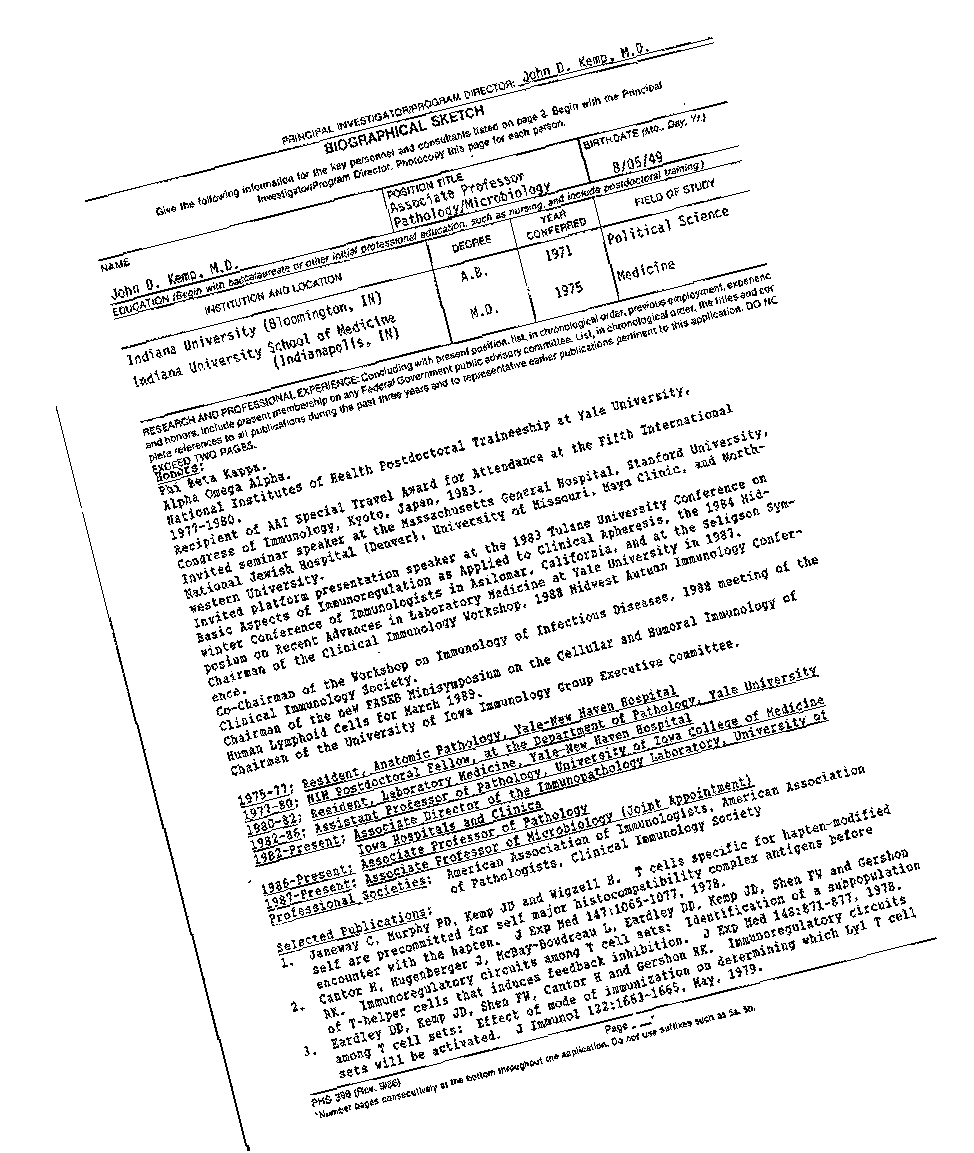 PRINCIPAL INVESTIGATOR/PROGRAM DIRECTOR: John D. Kemp, M.D.
BIOGRAPHICAL SKETCH
Give the following information for the key personnel and consultants listed on page 2. Begin with the Principal
Investigator/Program Director. Photocopy this page for each person.
NAME
John D. Kemp, M.D.
POSITION TITLE
Associate Professor
Pathology/Microbiology
BIRTHDATE (Mo., Day, Yr.)
8/05/49
EDUCATION (Begin with baccalaureate or other initial professional education, such as nursing, and include postdoctoral training)
INSTITUTION AND LOCATION DEGREE YEAR CONFERRED FIELD OF STUDY
Indiana University (Bloomington, IN) A.B. 1971 Political Science
Indiana University School of Medicine M.D. 1975 Medicine
(Indianapolis, IN)
RESEARCH AND PROFESSIONAL EXPERIENCE: Concluding with present position, list, in chronological order, previous employment, experienc
and honors. Include present membership on any Federal Government public advisory committee. List, in chronological order, the titles and cor
plete references to all publications during the past three years and to representative earlier publications pertinent to this application. DO NC
EXCEED TWO PAGES.
Honors:
Phi Beta Kappa.
Alpha Omega Alpha.
National Institutes of Health Postdoctoral Traineeship at Yale University,
1977-1980.
Recipient of AAI Special Travel Award for Attendance at the Fifth International
Congress of Immunology, Kyoto, Japan, 1983.
Invited seminar speaker at the Massachusetts General Hospital, Stanford University,
National Jewish Hospital (Denver), University of Missouri, Mayo Clinic, and North-
western University.
Invited platform presentation speaker at the 1983 Tulane University Conference on
Basic Aspects of Immunoregulation as Applied to Clinical Apheresis, the 1984 Mid-
winter Conference of Immunologists in Asilomar, California, and at the Seligson Sym-
posium on Recent Advances in Laboratory Medicine at Yale University in 1987.
Chairman of the Clinical Immunology Workshop, 1988 Midwest Autumn Immunology Confer-
ence.
Co-Chairman of the Workshop on Immunology of Infectious Diseases, 1988 meeting of the
Clinical Immunology Society.
Chairman of the new FASEB Minisymposium on the Cellular and Humoral Immunology of
Human Lymphoid Cells for March 1989.
Chairman of the University of Iowa Immunology Group Executive Committee.
1975-77: Resident, Anatomic Pathology, Yale-New Haven Hospital
1977-80: NIH Postdoctoral Fellow, at the Department of Pathology, Yale University
1980-82: Resident, Laboratory Medicine, Yale-New Haven Hospital
1982-86: Assistant Professor of Pathology, University of Iowa College of Medicine
1982-Present: Associate Director of the Immunopathology Laboratory, University of
Iowa Hospitals and Clinics
1986-Present: Associate Professor of Pathology
1987-Present: Associate Professor of Microbiology (Joint Appointment)
Professional Societies: American Association of Immunologists, American Association
of Pathologists, Clinical Immunology Society
Selected Publications:
1. Janeway C, Murphy PD, Kemp JD and Wigzell H. T cells specific for hapten-modified
self are precommitted for self major histocompatibility complex antigens before
encounter with the hapten. J Exp Med 147:1065-1077, 1978.
2. Cantor H, Hugenberger J, McVay-Boudreau L, Eardley DD, Kemp JD, Shen FW and Gershon
RK. Immunoregulatory circuits among T cell sets: Identification of a subpopulation
of T-helper cells that induces feedback inhibition. J Exp Med 148:871-877, 1978.
3. Eardley DD, Kemp JD, Shen FW, Cantor H and Gershon RK. Immunoregulatory circuits
among T cell sets: Effect of mode of immunization on determining which Ly1 T cell
sets will be activated. J Immunol 122:1663-1665, May, 1979.
PHS 398 (Rev. 9/86) Page
*Number pages consecutively at the bottom throughout the application. Do not use suffixes such as 5a, 5b.